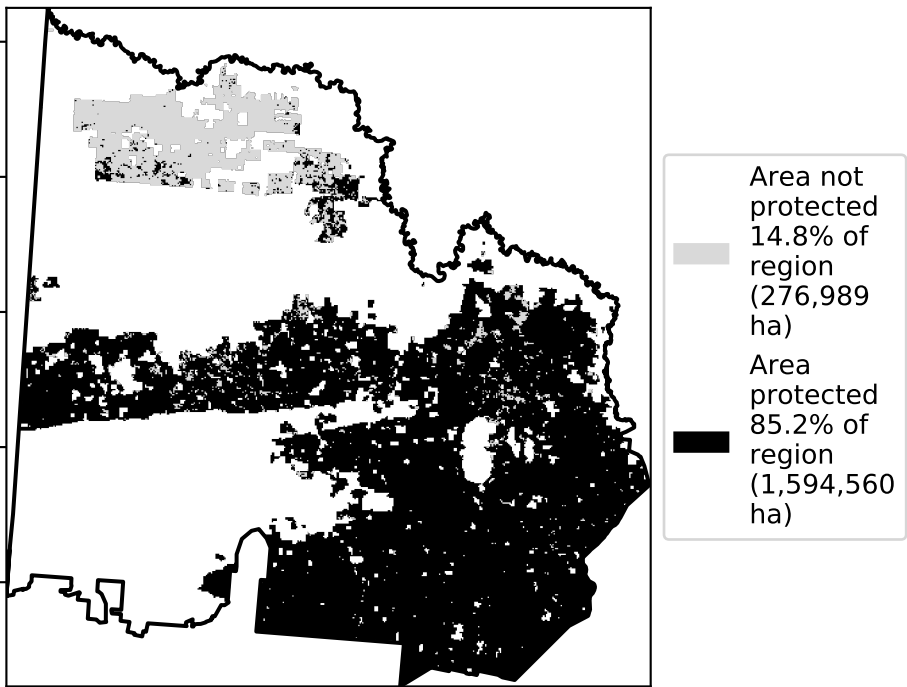 Area not
protected
14.8% of
region
(276,989
ha)
Area
protected
85.2% of
region
(1,594,560
ha)